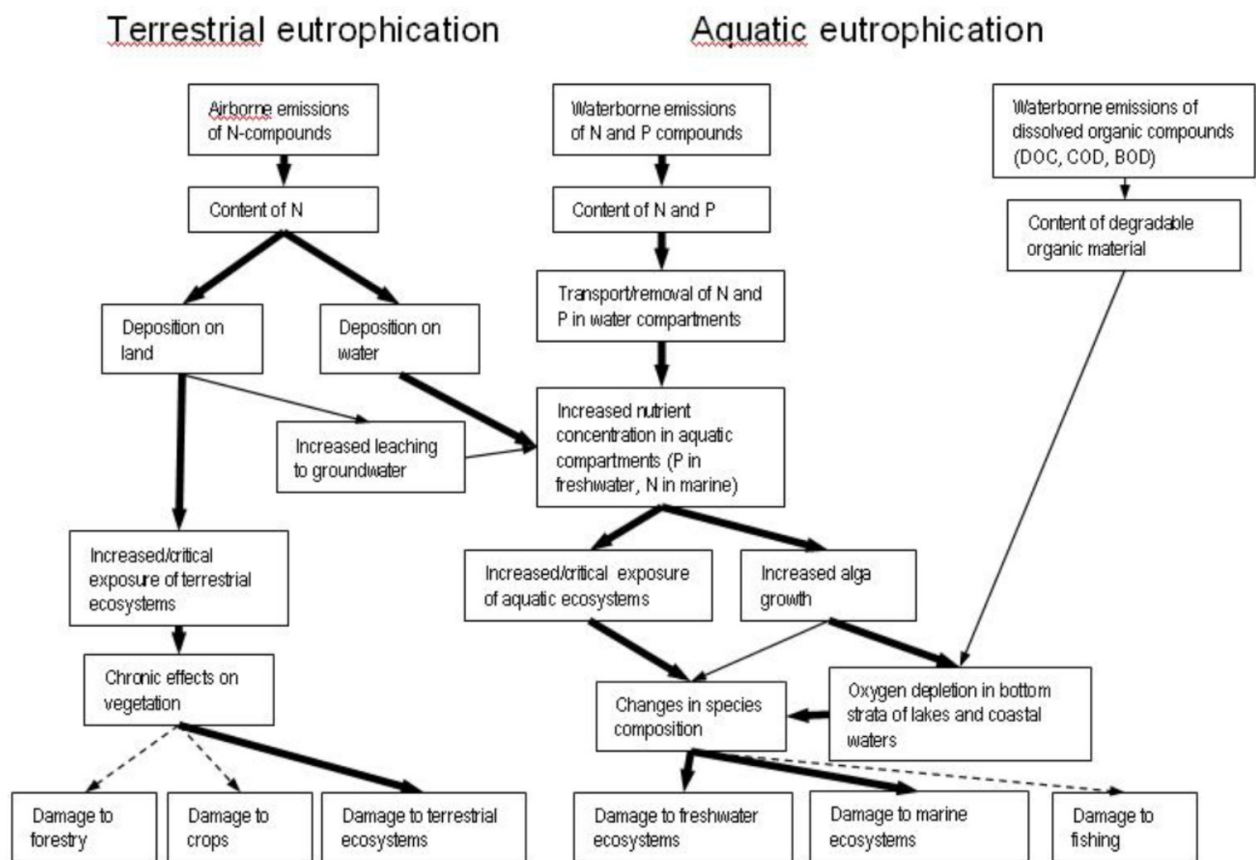 Terrestrial eutrophication
Aquatic eutrophication
Airborne emissions
of N-compounds
Waterborne emissions
of N and P compounds
Waterborne emissions of
dissolved organic compounds
(DOC, COD, BOD)
Content of N
Content of N and P
Content of degradable
organic material
Deposition on
land
Deposition on
water
Transport/removal of N and
P in water compartments
Increased leaching
to groundwater
Increased nutrient
concentration in aquatic
compartments (P in
freshwater, N in marine)
Increased/critical
exposure of terrestrial
ecosystems
Increased/critical exposure
of aquatic ecosystems
Increased alga
growth
Chronic effects on
vegetation
Changes in species
composition
Oxygen depletion in bottom
strata of lakes and coastal
waters
Damage to
forestry
Damage to
crops
Damage to terrestrial
ecosystems
Damage to freshwater
ecosystems
Damage to marine
ecosystems
Damage to
fishing